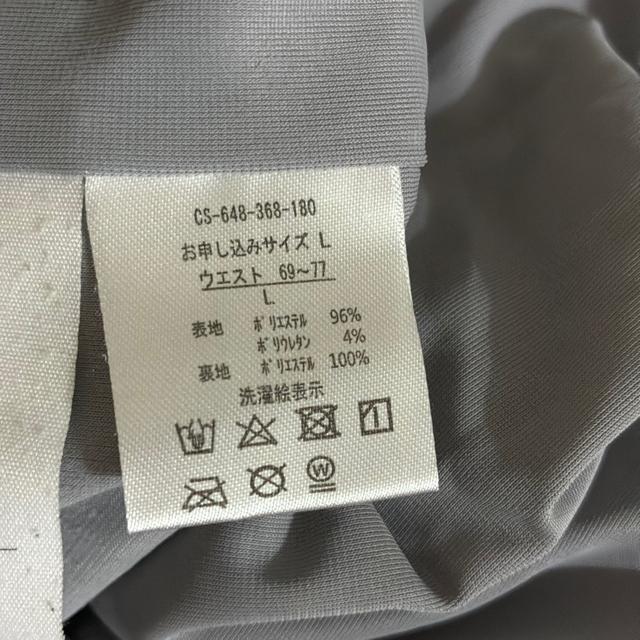 CS-648-368-180
お申し込みサイズ L
ウエスト 69～77
L
表地 ポリエステル 96%
ポリウレタン 4%
裏地 ポリエステル 100%
洗濯絵表示
W